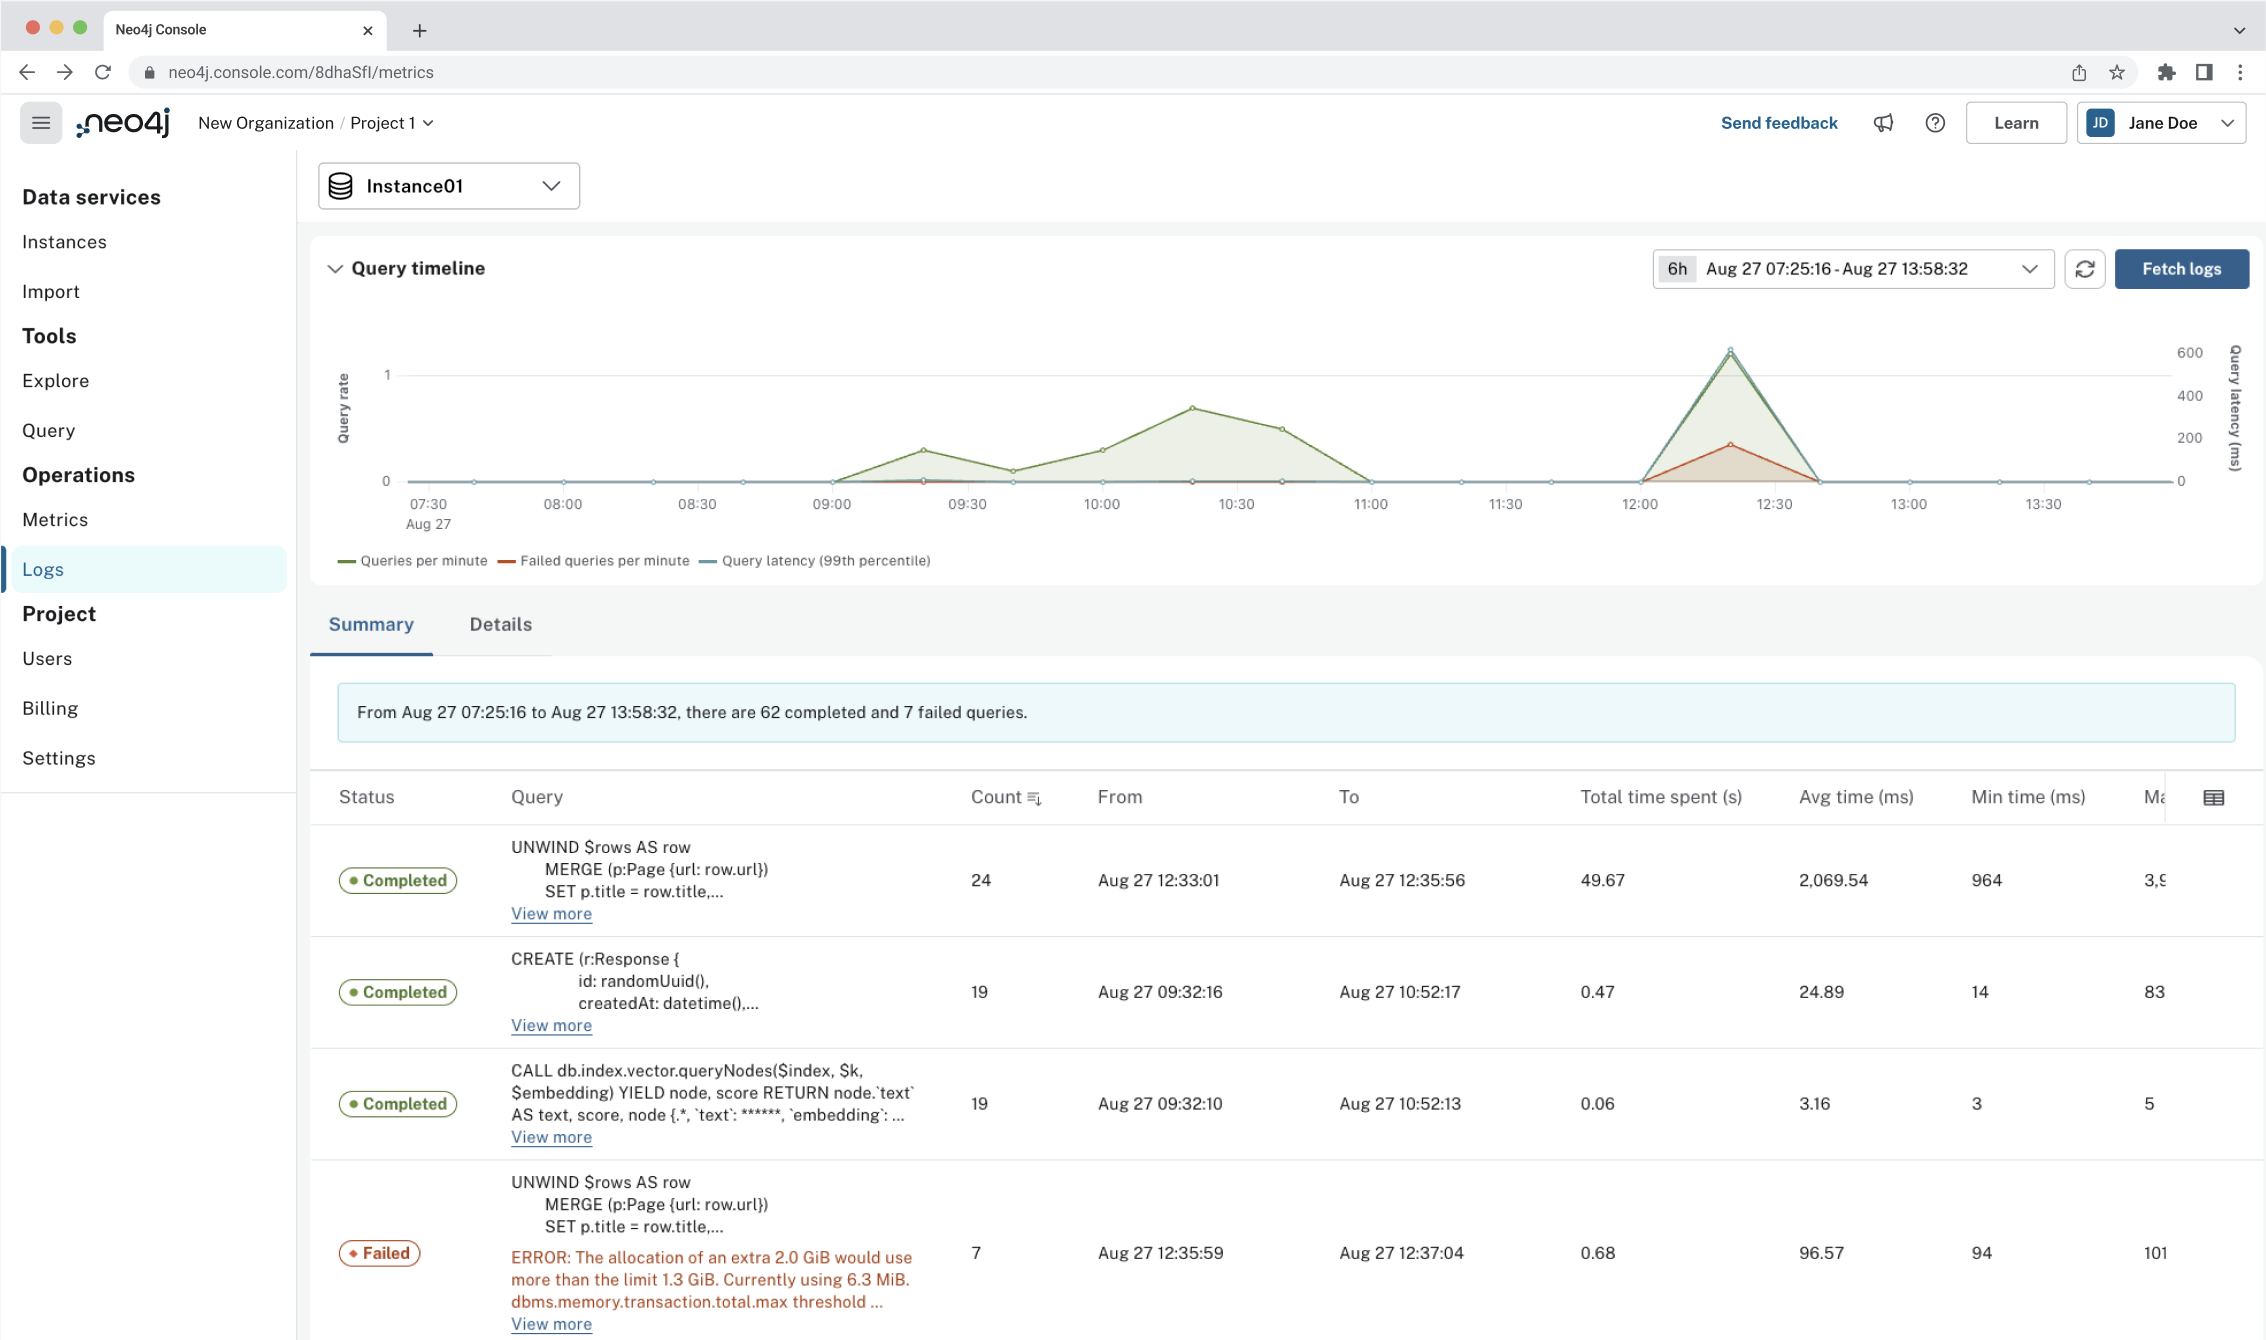 Neo4j Console
neo4j.console.com/8dhaSfI/metrics
neo4j
New Organization / Project 1
Send feedback
Learn
JD
Jane Doe
Data services
Instances
Import
Tools
Explore
Query
Operations
Metrics
Logs
Project
Users
Billing
Settings
Instance01
Query timeline
6h Aug 27 07:25:16 - Aug 27 13:58:32
Fetch logs
Query rate
1
0
600
400
200
0
Query latency (ms)
07:30 08:00 08:30 09:00 09:30 10:00 10:30 11:00 11:30 12:00 12:30 13:00 13:30
Aug 27
Queries per minute Failed queries per minute Query latency (99th percentile)
Summary Details
From Aug 27 07:25:16 to Aug 27 13:58:32, there are 62 completed and 7 failed queries.
Status Query Count From To Total time spent (s) Avg time (ms) Min time (ms) Ma
UNWIND $rows AS row
MERGE (p:Page {url: row.url})
SET p.title = row.title,...
View more
Completed 24 Aug 27 12:33:01 Aug 27 12:35:56 49.67 2,069.54 964 3,9
CREATE (r:Response {
id: randomUuid(),
createdAt: datetime(),...
View more
Completed 19 Aug 27 09:32:16 Aug 27 10:52:17 0.47 24.89 14 83
CALL db.index.vector.queryNodes($index, $k,
$embedding) YIELD node, score RETURN node.`text`
AS text, score, node {.*, `text`: ******, `embedding`: ...
View more
Completed 19 Aug 27 09:32:10 Aug 27 10:52:13 0.06 3.16 3 5
UNWIND $rows AS row
MERGE (p:Page {url: row.url})
SET p.title = row.title,...
ERROR: The allocation of an extra 2.0 GiB would use
more than the limit 1.3 GiB. Currently using 6.3 MiB.
dbms.memory.transaction.total.max threshold ...
View more
Failed 7 Aug 27 12:35:59 Aug 27 12:37:04 0.68 96.57 94 101